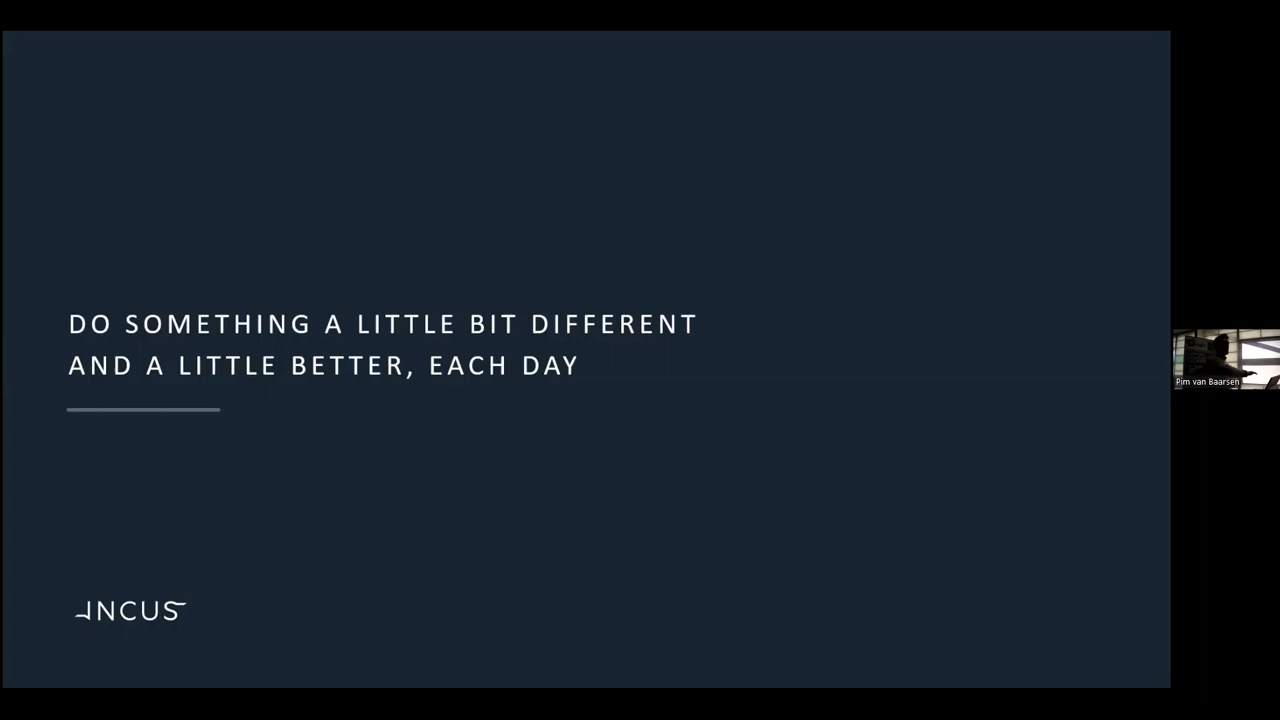 DO SOMETHING A LITTLE BIT DIFFERENT
AND A LITTLE BETTER, EACH DAY
INCUS
Pim van Baarsen